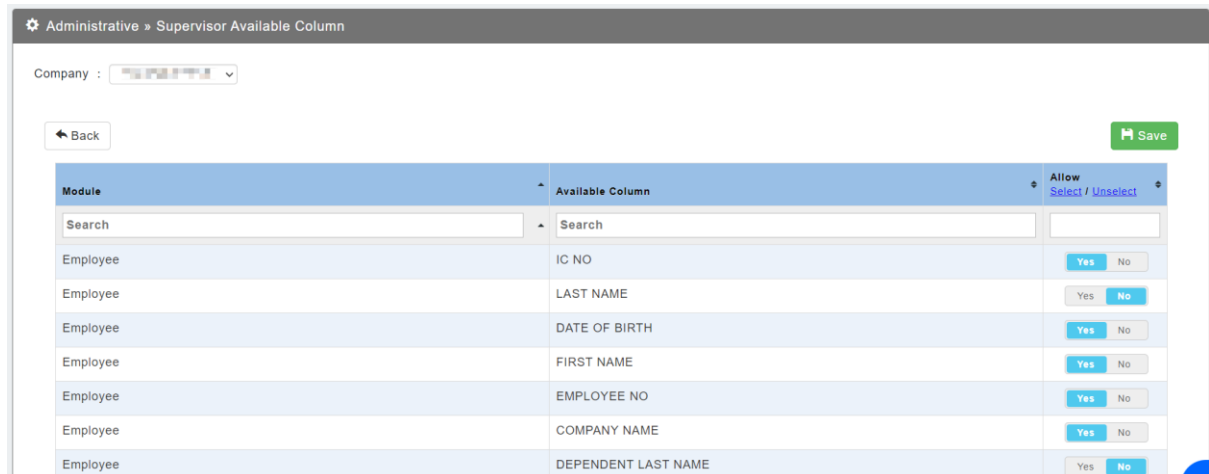 Administrative » Supervisor Available Column
Company :
Back
Save
Module Available Column Allow
Select / Unselect
Search Search
Employee IC NO Yes No
Employee LAST NAME Yes No
Employee DATE OF BIRTH Yes No
Employee FIRST NAME Yes No
Employee EMPLOYEE NO Yes No
Employee COMPANY NAME Yes No
Employee DEPENDENT LAST NAME Yes No